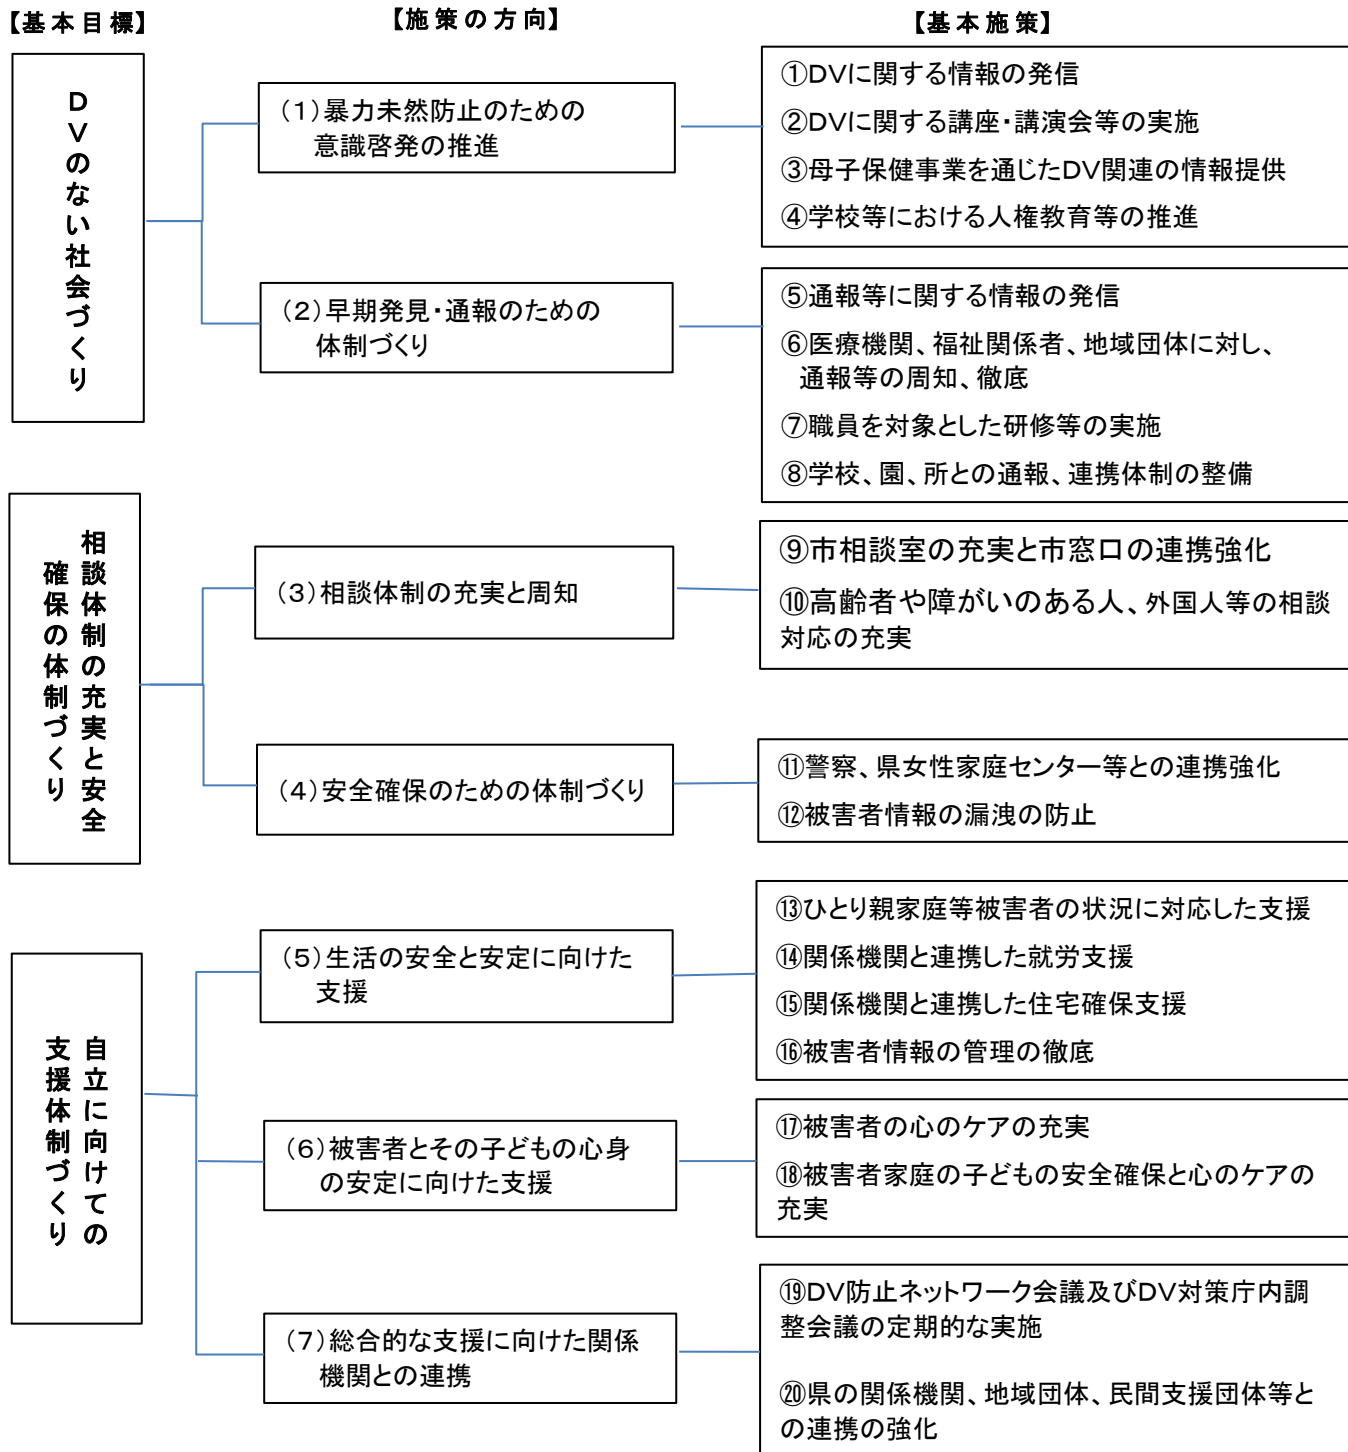 【基本目標】
【施策の方向】
【基本施策】
DVのない社会づくり
(1)暴力未然防止のための
意識啓発の推進
①DVに関する情報の発信
②DVに関する講座・講演会等の実施
③母子保健事業を通じたDV関連の情報提供
④学校等における人権教育等の推進
(2)早期発見・通報のための
体制づくり
⑤通報等に関する情報の発信
⑥医療機関、福祉関係者、地域団体に対し、
通報等の周知、徹底
⑦職員を対象とした研修等の実施
⑧学校、園、所との通報、連携体制の整備
相談体制の充実と安全
確保の体制づくり
(3)相談体制の充実と周知
⑨市相談室の充実と市窓口の連携強化
⑩高齢者や障がいのある人、外国人等の相談
対応の充実
(4)安全確保のための体制づくり
⑪警察、県女性家庭センター等との連携強化
⑫被害者情報の漏洩の防止
自立に向けての
支援体制づくり
(5)生活の安全と安定に向けた
支援
⑬ひとり親家庭等被害者の状況に対応した支援
⑭関係機関と連携した就労支援
⑮関係機関と連携した住宅確保支援
⑯被害者情報の管理の徹底
(6)被害者とその子どもの心身
の安定に向けた支援
⑰被害者の心のケアの充実
⑱被害者家庭の子どもの安全確保と心のケアの
充実
(7)総合的な支援に向けた関係
機関との連携
⑲DV防止ネットワーク会議及びDV対策庁内調
整会議の定期的な実施
⑳県の関係機関、地域団体、民間支援団体等と
の連携の強化